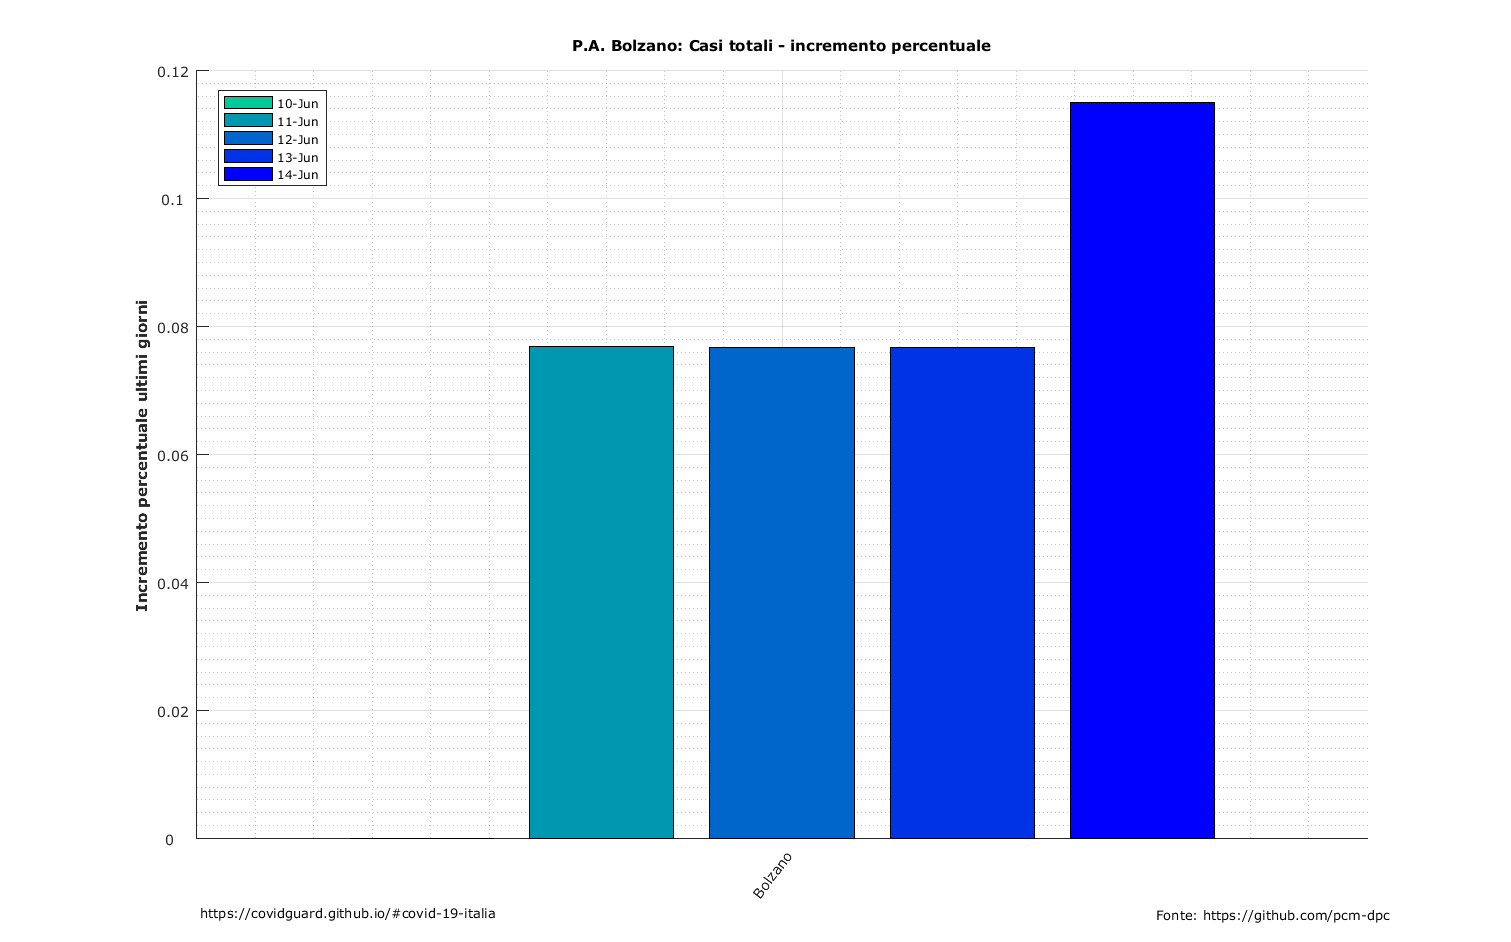 P.A. Bolzano: Casi totali - incremento percentuale
0.12
10-Jun
11-Jun
12-Jun
13-Jun
14-Jun
0.1
0.08
0.06
0.04
0.02
0
Incremento percentuale ultimi giorni
Bolzano
https://covidguard.github.io/#covid-19-italia
Fonte: https://github.com/pcm-dpc